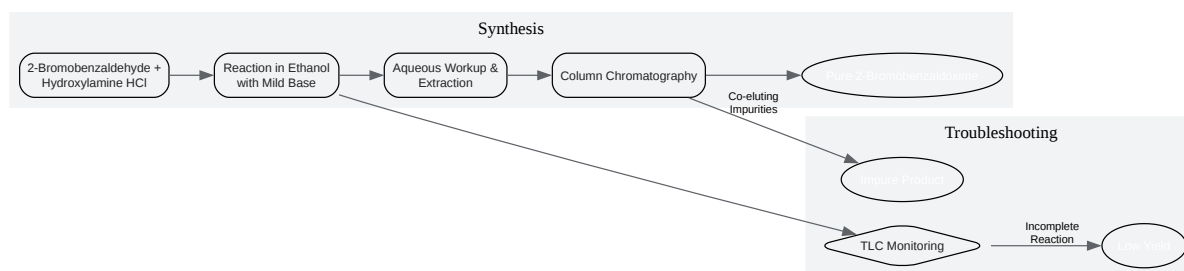 Synthesis
2-Bromobenzaldehyde +
Hydroxylamine HCl
Reaction in Ethanol
with Mild Base
Aqueous Workup &
Extraction
Column Chromatography
Pure 2-Bromobenzaldoxime
Co-eluting
Impurities
Troubleshooting
Impure Product
TLC Monitoring
Incomplete
Reaction
Low Yield